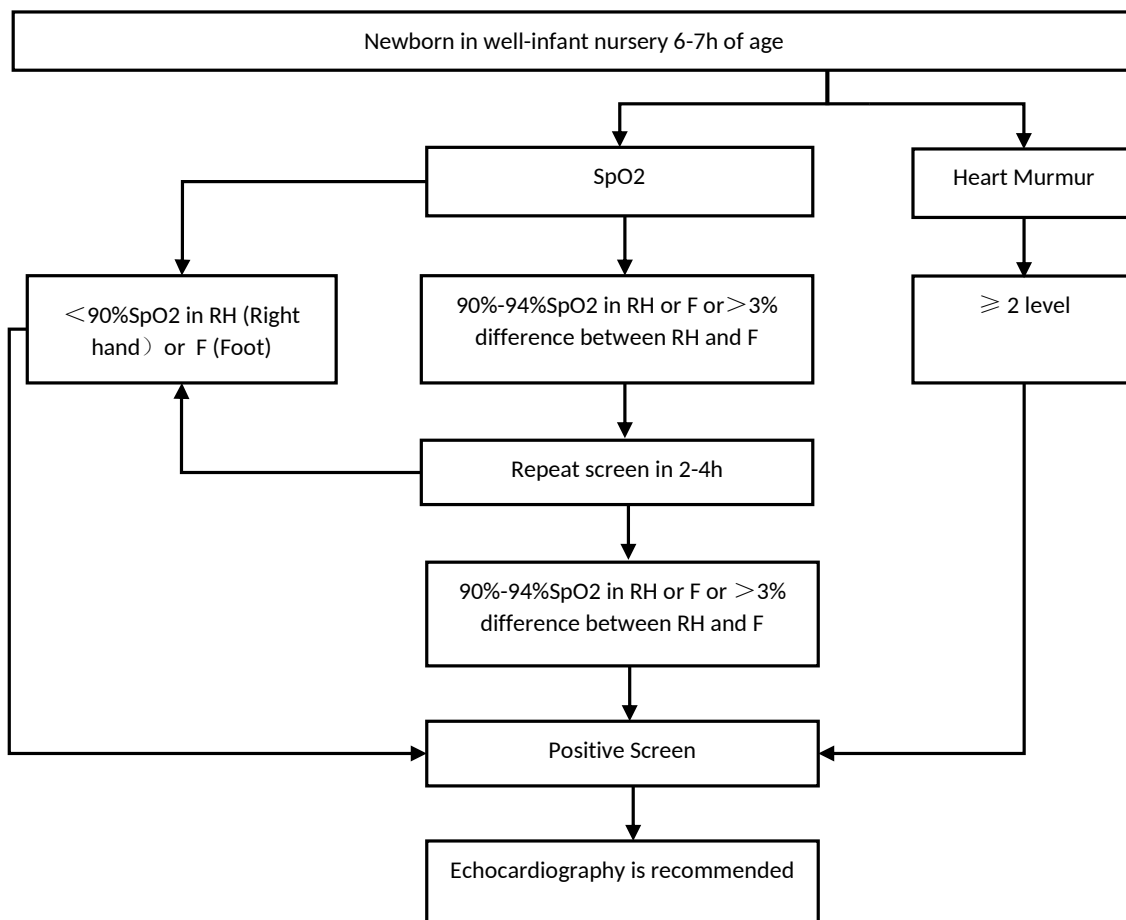 Newborn in well-infant nursery 6-7h of age
SpO2
Heart Murmur
＜90%SpO2 in RH (Right
hand）or F (Foot)
90%-94%SpO2 in RH or F or＞3%
difference between RH and F
≥ 2 level
Repeat screen in 2-4h
90%-94%SpO2 in RH or F or ＞3%
difference between RH and F
Positive Screen
Echocardiography is recommended